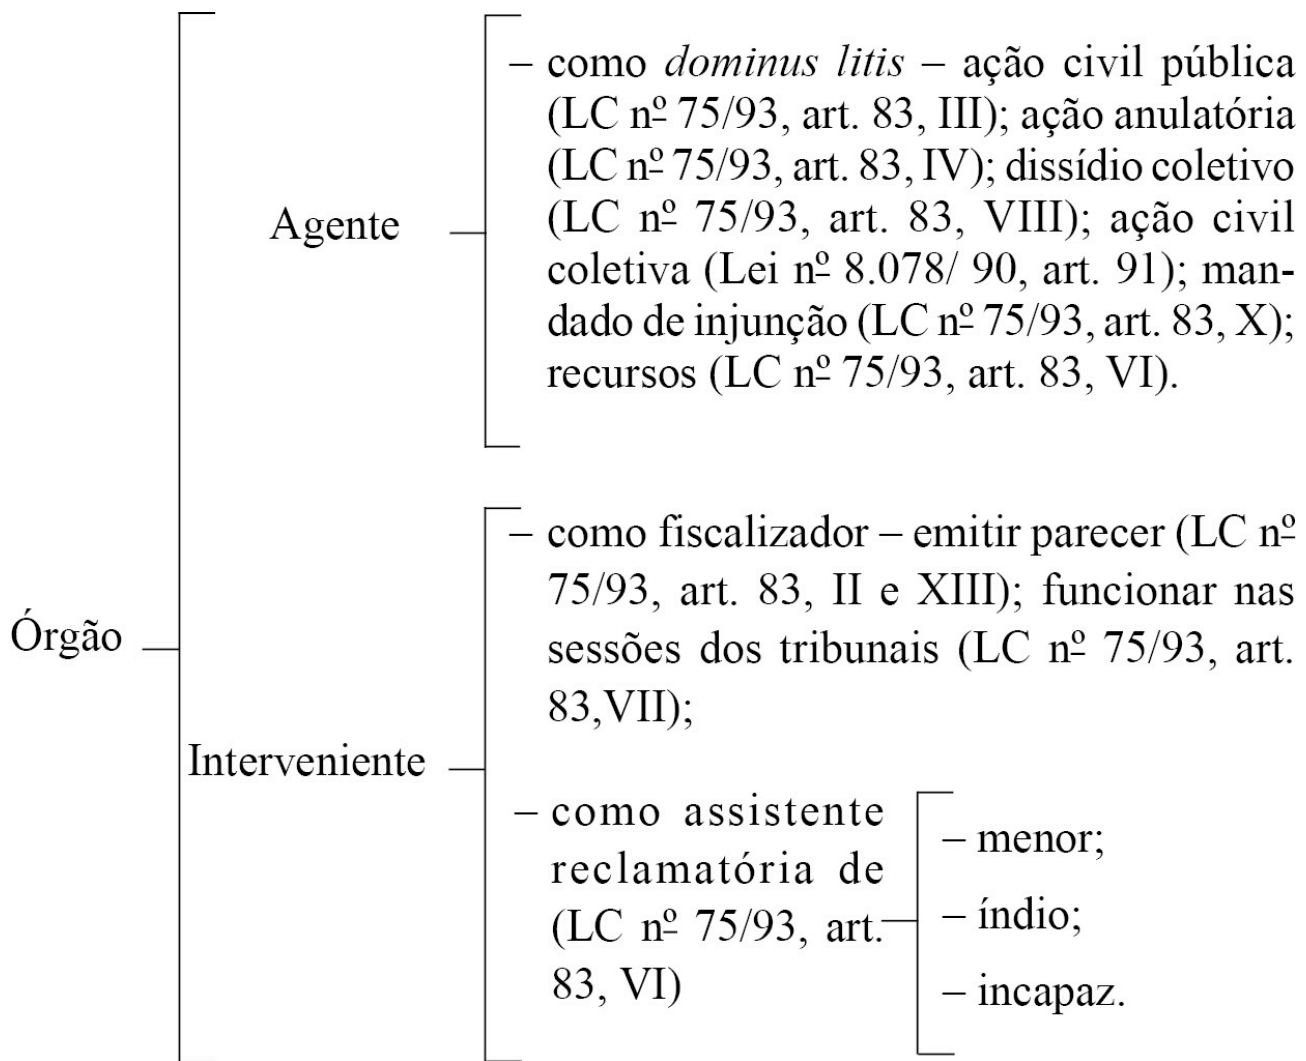 – como dominus litis – ação civil pública
(LC nº 75/93, art. 83, III); ação anulatória
(LC nº 75/93, art. 83, IV); dissídio coletivo
Agente
(LC nº 75/93, art. 83, VIII); ação civil
coletiva (Lei nº 8.078/ 90, art. 91); man-
dado de injunção (LC nº 75/93, art. 83, X);
recursos (LC nº 75/93, art. 83, VI).
Órgão
Interveniente
– como fiscalizador – emitir parecer (LC nº
75/93, art. 83, II e XIII); funcionar nas
sessões dos tribunais (LC nº 75/93, art.
83,VII);
– como assistente
reclamatória de
(LC nº 75/93, art.
83, VI)
– menor;
– índio;
– incapaz.